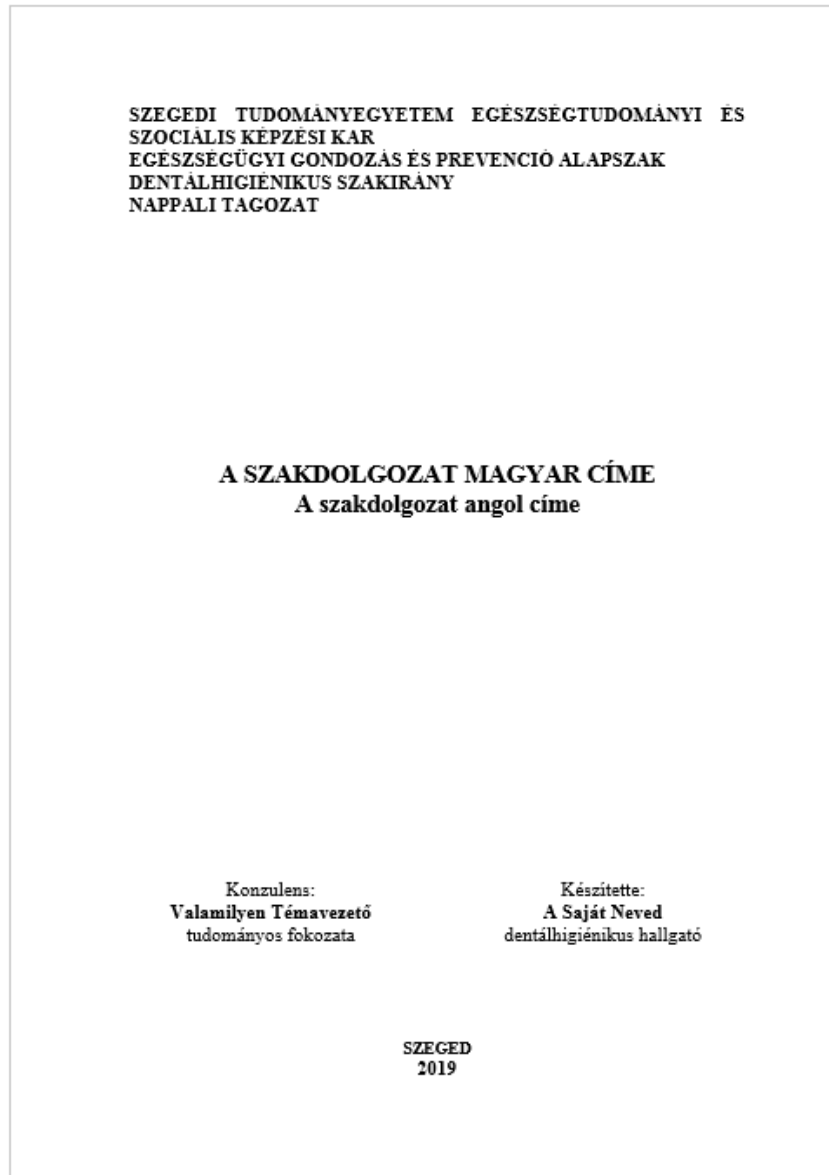 SZEGEDI TUDOMÁNYEGYETEM EGÉSZSÉGTUDOMÁNYI ÉS
SZOCIÁLIS KÉPZÉSI KAR
EGÉSZSÉGÜGYI GONDOZÁS ÉS PREVENCIÓ ALAPSZAK
DENTÁLHIGIÉNIKUS SZAKIRÁNY
NAPPALI TAGOZAT
A SZAKDOLGOZAT MAGYAR CÍME
A szakdolgozat angol címe
Konzulens:
Valamilyen Témavezető
tudományos fokozata
Készítette:
A Saját Neved
dentálhigiénikus hallgató
SZEGED
2019